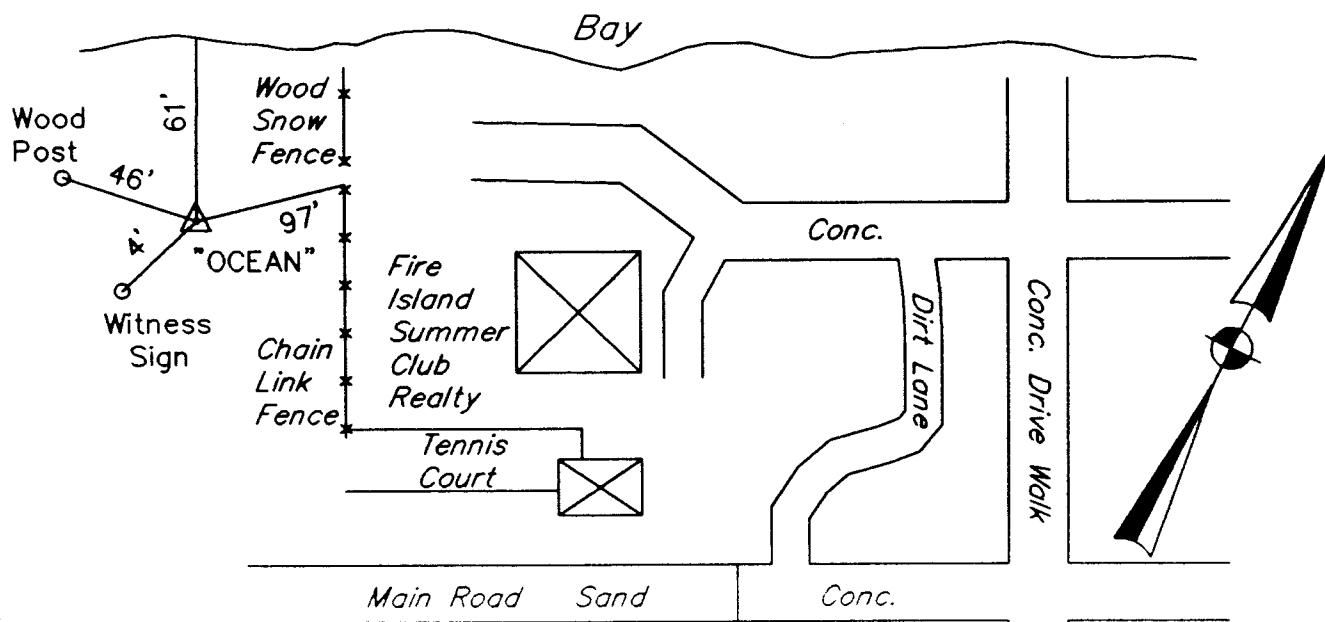 Bay
Wood
Snow
Fence
61'
Wood
Post
46'
97'
4'
"OCEAN"
Witness
Sign
Conc.
Fire
Island
Summer
Club
Realty
Chain
Link
Fence
Dirt Lane
Conc. Drive Walk
Tennis
Court
Main Road Sand Conc.